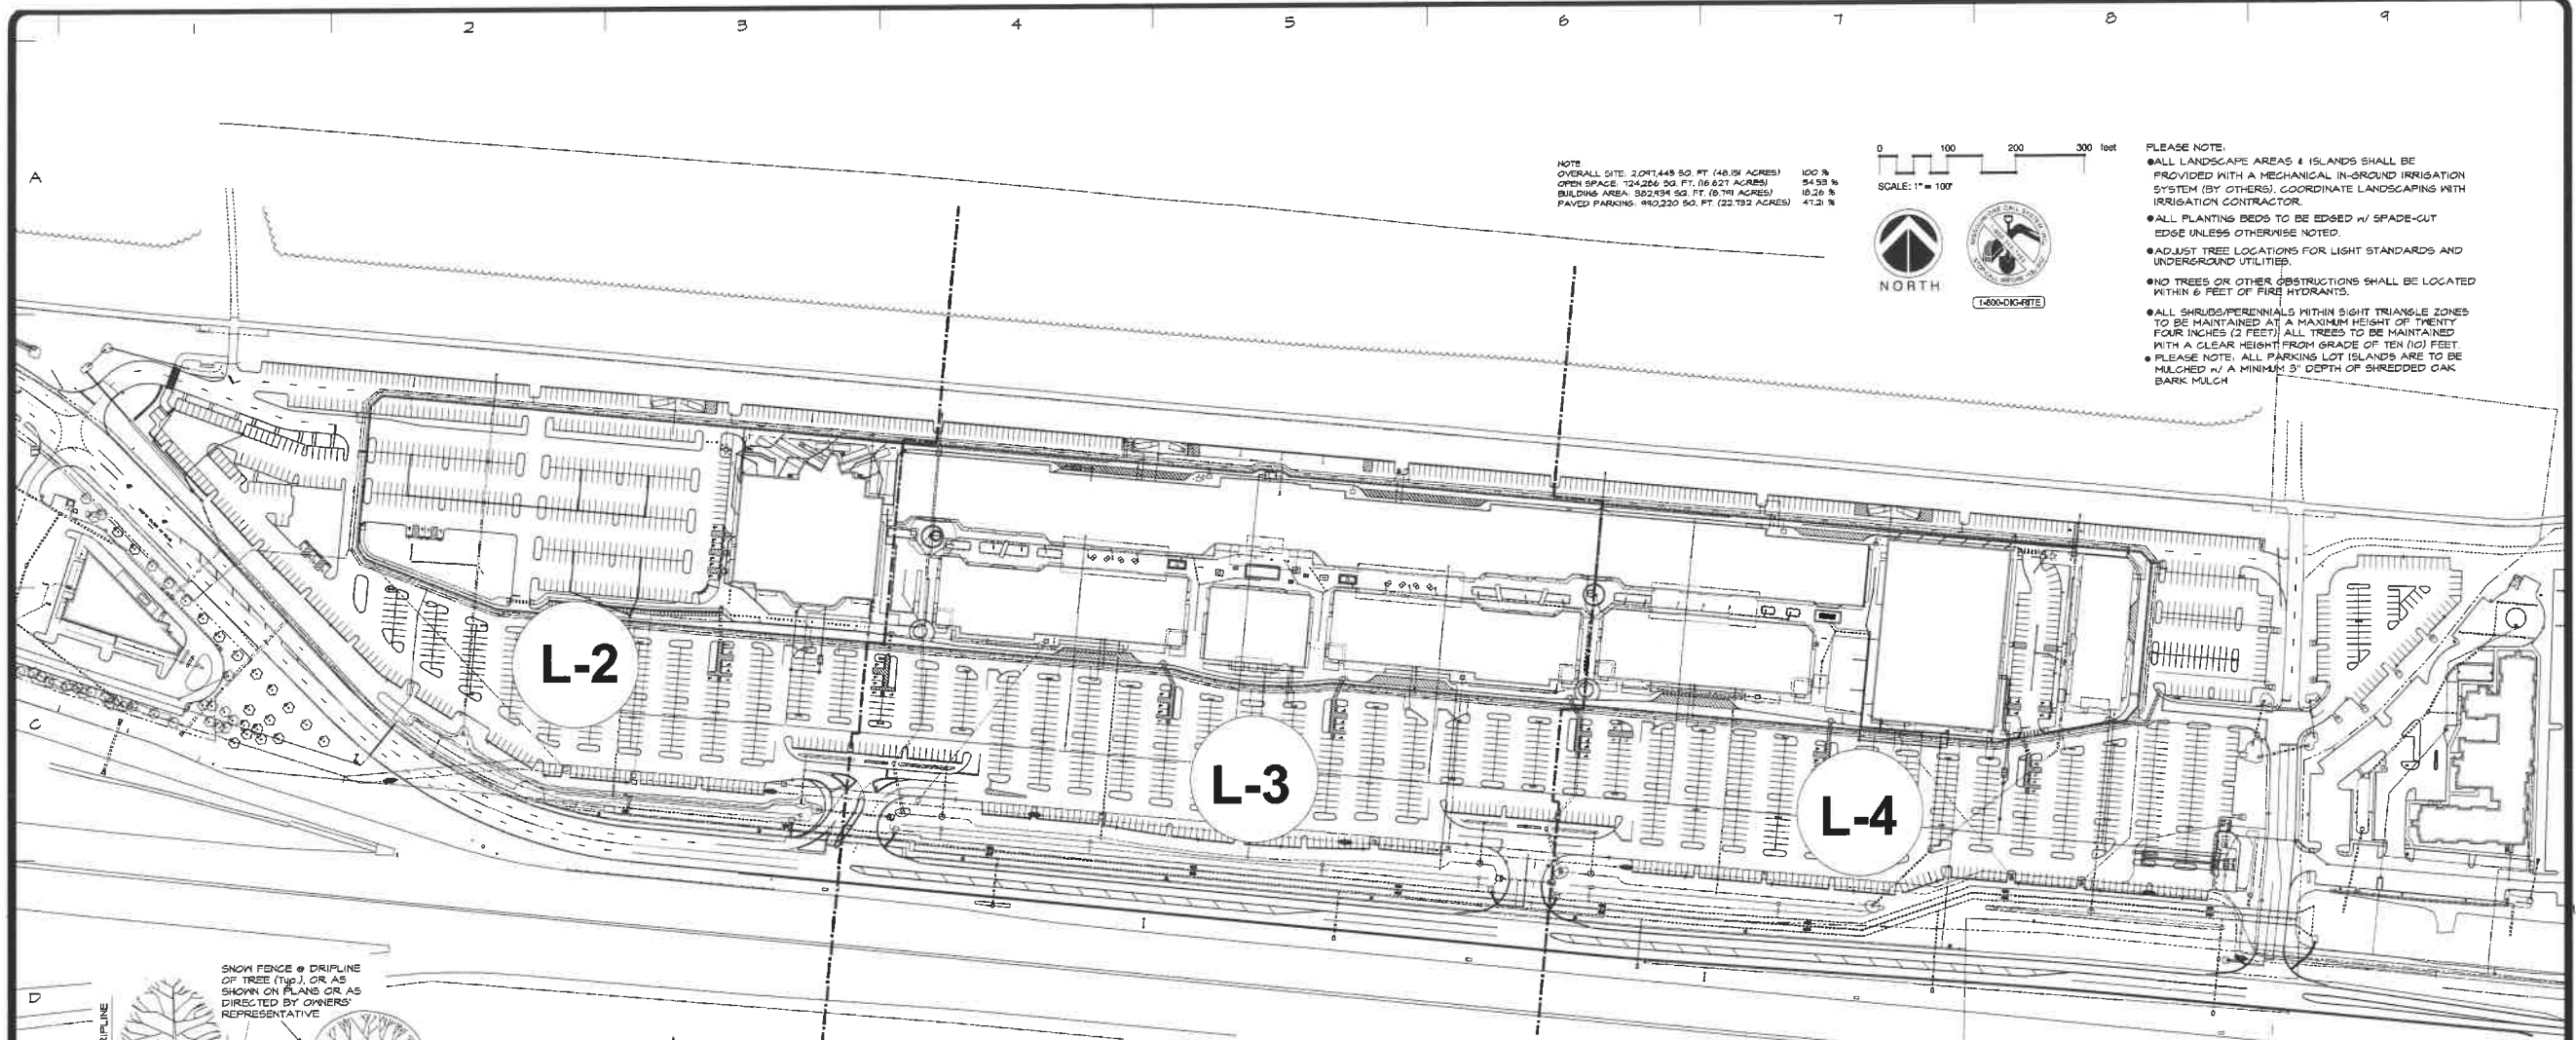 1 2 3 4 5 6 7 8 9
A
C
D
NOTE
OVERALL SITE: 2,097,445 SQ. FT. (48.151 ACRES) 100 %
OPEN SPACE: 724,286 SQ. FT. (16.627 ACRES) 34.53 %
BUILDING AREA: 382,939 SQ. FT. (8.791 ACRES) 18.26 %
PAVED PARKING: 990,220 SQ. FT. (22.732 ACRES) 47.21 %
0 100 200 300 feet
SCALE: 1" = 100'
NORTH
1-800-DIG-RITE
PLEASE NOTE:
●ALL LANDSCAPE AREAS & ISLANDS SHALL BE
PROVIDED WITH A MECHANICAL IN-GROUND IRRIGATION
SYSTEM (BY OTHERS). COORDINATE LANDSCAPING WITH
IRRIGATION CONTRACTOR.
●ALL PLANTING BEDS TO BE EDGED w/ SPADE-CUT
EDGE UNLESS OTHERWISE NOTED.
●ADJUST TREE LOCATIONS FOR LIGHT STANDARDS AND
UNDERGROUND UTILITIES.
●NO TREES OR OTHER OBSTRUCTIONS SHALL BE LOCATED
WITHIN 6 FEET OF FIRE HYDRANTS.
●ALL SHRUBS/PERENNIALS WITHIN SIGHT TRIANGLE ZONES
TO BE MAINTAINED AT A MAXIMUM HEIGHT OF TWENTY
FOUR INCHES (2 FEET). ALL TREES TO BE MAINTAINED
WITH A CLEAR HEIGHT FROM GRADE OF TEN (10) FEET.
● PLEASE NOTE: ALL PARKING LOT ISLANDS ARE TO BE
MULCHED w/ A MINIMUM 3" DEPTH OF SHREDDED OAK
BARK MULCH
L-2
L-3
L-4
SNOW FENCE @ DRIPLINE
OF TREE (Typ.), OR AS
SHOWN ON PLANS OR AS
DIRECTED BY OWNERS'
REPRESENTATIVE